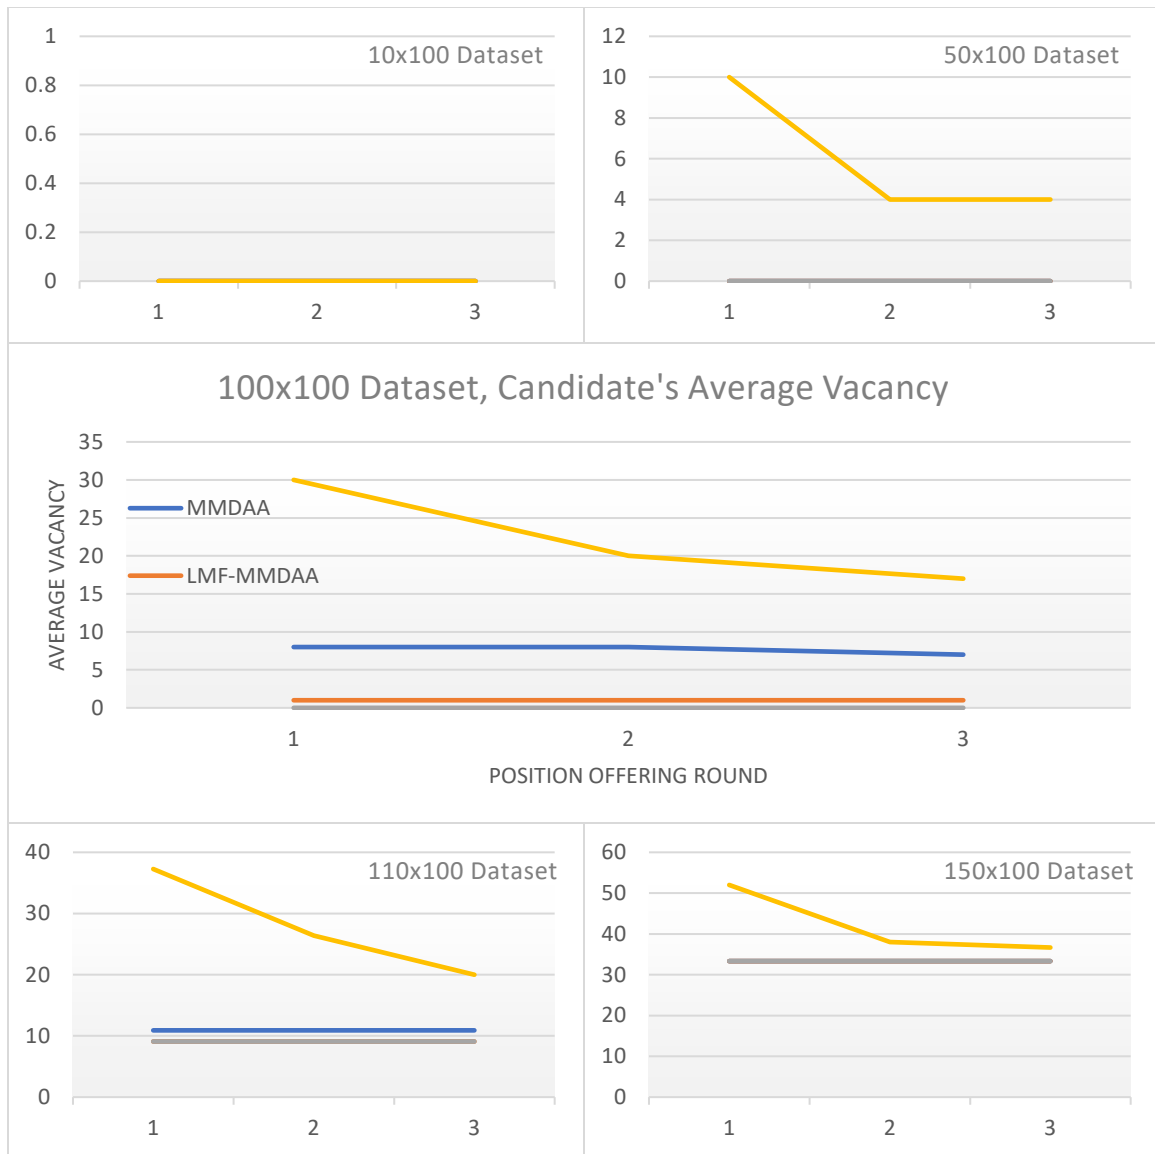 10x100 Dataset
1
0.8
0.6
0.4
0.2
0
1 2 3
50x100 Dataset
12
10
8
6
4
2
0
1 2 3
100x100 Dataset, Candidate's Average Vacancy
AVERAGE VACANCY
35
30
25
20
15
10
5
0
MMDAA
LMF-MMDAA
1 2 3
POSITION OFFERING ROUND
110x100 Dataset
40
30
20
10
0
1 2 3
150x100 Dataset
60
50
40
30
20
10
0
1 2 3